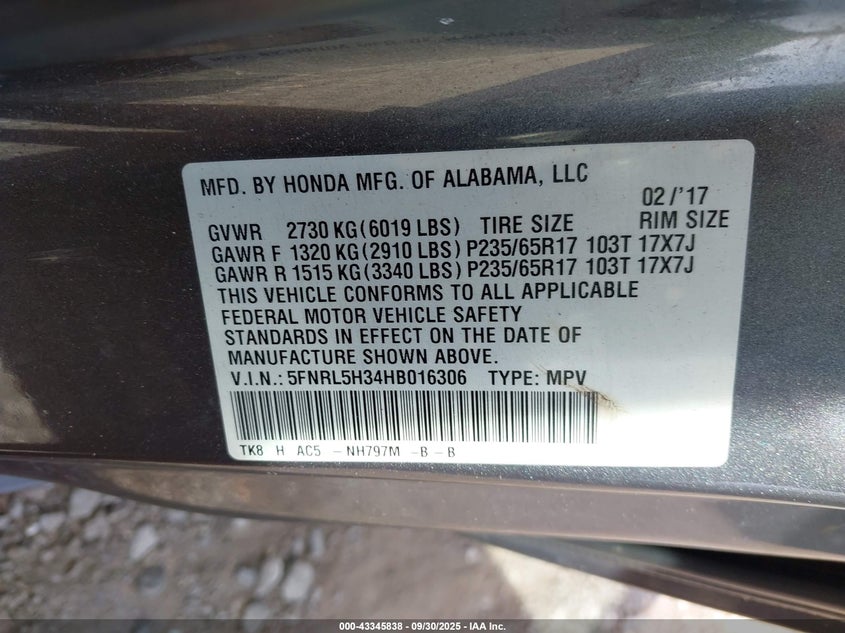 MFD. BY HONDA MFG. OF ALABAMA, LLC
02/'17
GVWR 2730 KG(6019 LBS) TIRE SIZE RIM SIZE
GAWR F 1320 KG(2910 LBS) P235/65R17 103T 17X7J
GAWR R 1515 KG(3340 LBS) P235/65R17 103T 17X7J
THIS VEHICLE CONFORMS TO ALL APPLICABLE
FEDERAL MOTOR VEHICLE SAFETY
STANDARDS IN EFFECT ON THE DATE OF
MANUFACTURE SHOWN ABOVE.
V.I.N.: 5FNRL5H34HB016306 TYPE: MPV
TK8 H AC5 -NH797M -B-B
000-43345838 - 09/30/2025 - IAA Inc.